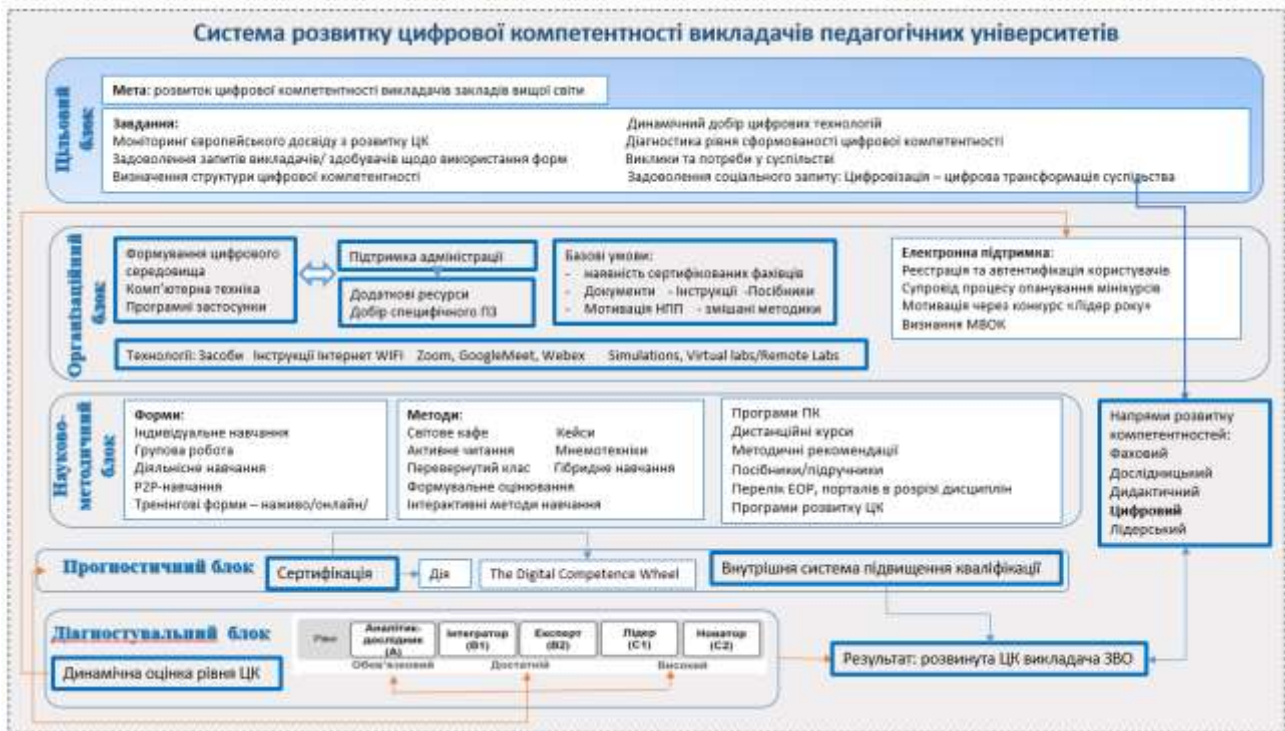 Система розвитку цифрової компетентності викладачів педагогічних університетів
Цільовий блок
Мета: розвиток цифрової компетентності викладачів закладів вищої світи
Завдання:
Моніторинг європейського досвіду з розвитку ЦК
Задоволення запитів викладачів/ здобувачів щодо використання форм
Визначення структури цифрової компетентності
Динамічний добір цифрових технологій
Діагностика рівня сформованості цифрової компетентності
Виклики та потреби у суспільстві
Задоволення соціального запиту: Цифровізація – цифрова трансформація суспільства
Організаційний блок
Формування цифрового
середовища
Комп'ютерна техніка
Програмні застосунки
Підтримка адміністрації
Додаткові ресурси
Добір специфічного ПЗ
Базові умови:
- наявність сертифікованих фахівців
- Документи - Інструкції -Посібники
- Мотивація НПП - змішані методики
Електронна підтримка:
Реєстрація та автентифікація користувачів
Супровід процесу опанування мінікурсів
Мотивація через конкурс «Лідер року»
Визнання МВОК
Технології: Засоби Інструкції Інтернет WIFI Zoom, GoogleMeet, Webex Simulations, Virtual labs/Remote Labs
Науково-
методичний
блок
Форми:
Індивідуальне навчання
Групова робота
Діяльнісне навчання
P2P-навчання
Тренінгові форми – наживо/онлайн/
Методи:
Світове кафе Кейси
Активне читання Мнемотехніки
Перевернутий клас Гібридне навчання
Формувальне оцінювання
Інтерактивні методи навчання
Програми ПК
Дистанційні курси
Методичні рекомендації
Посібники/підручники
Перелік ЕОР, порталів в розрізі дисциплін
Програми розвитку ЦК
Напрями розвитку
компетентностей:
Фаховий
Дослідницький
Дидактичний
Цифровий
Лідерський
Прогностичний блок
Сертифікація
Дія
The Digital Competence Wheel
Внутрішня система підвищення кваліфікації
Діагностувальний блок
Динамічна оцінка рівня ЦК
Рівні
Аналітик-
дослідник
(A)
Інтегратор
(B1)
Експерт
(B2)
Лідер
(C1)
Новатор
(C2)
Обов'язковий Достатній Високий
Результат: розвинута ЦК викладача ЗВО